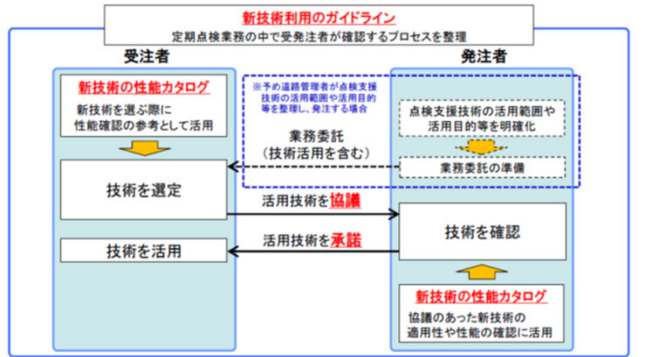 新技術利用のガイドライン
定期点検業務の中で受発注者が確認するプロセスを整理
受注者
発注者
新技術の性能カタログ
新技術を選ぶ際に
性能確認の参考として活用
※予め道路管理者が点検支援
技術の活用範囲や活用目的
等を整理し、発注する場合
点検支援技術の活用範囲や
活用目的等を明確化
業務委託
(技術活用を含む)
業務委託の準備
技術を選定
活用技術を協議
技術を確認
活用技術を承諾
技術を活用
新技術の性能カタログ
協議のあった新技術の
適用性や性能の確認に活用